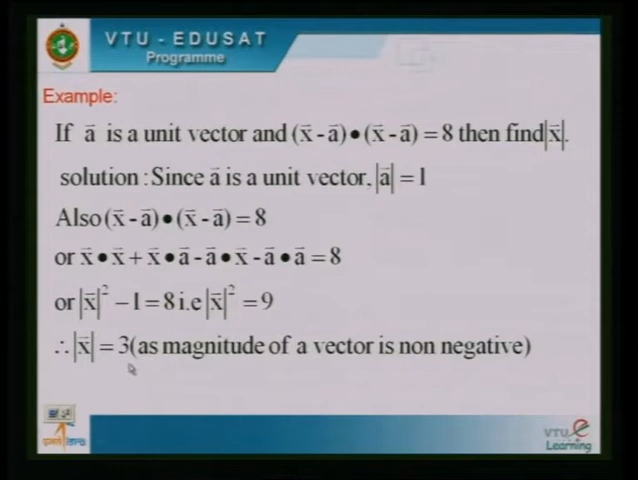 VTU - EDUSAT
Programme
Example:
If a⃗ is a unit vector and (x⃗ - a⃗)•(x⃗ - a⃗) = 8 then find |x⃗|.
solution : Since a⃗ is a unit vector, |a⃗| = 1
Also (x⃗ - a⃗)•(x⃗ - a⃗) = 8
or x⃗•x⃗ + x⃗•a⃗ - a⃗•x⃗ - a⃗•a⃗ = 8
or |x⃗|² − 1 = 8 i.e |x⃗|² = 9
∴ |x⃗| = 3 (as magnitude of a vector is non negative)
VTU e
Learning